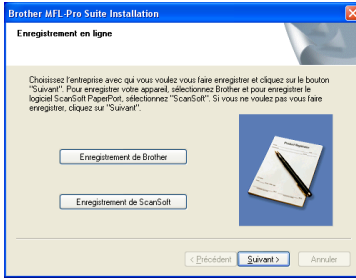 Brother MFL-Pro Suite Installation
Enregistrement en ligne
Choisissez l'entreprise avec qui vous voulez vous faire enregistrer et cliquez sur le bouton
"Suivant". Pour enregistrer votre appareil, sélectionnez Brother et pour enregistrer le
logiciel ScanSoft PaperPort, sélectionnez "ScanSoft". Si vous ne voulez pas vous faire
enregistrer, cliquez sur "Suivant".
Enregistrement de Brother
Enregistrement de ScanSoft
< Précédent
Suivant >
Annuler